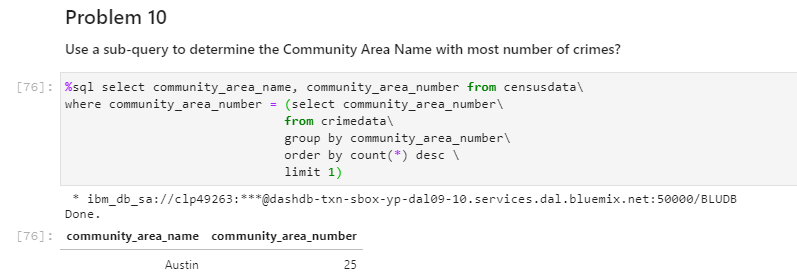 Problem 10
Use a sub-query to determine the Community Area Name with most number of crimes?
[76]: %sql select community_area_name, community_area_number from censusdata\
where community_area_number = (select community_area_number\
from crimedata\
group by community_area_number\
order by count(*) desc \
limit 1)
* ibm_db_sa://clp49263:***@dashdb-txn-sbox-yp-dal09-10.services.dal.bluemix.net:50000/BLUDB
Done.
[76]: community_area_name community_area_number
Austin 25